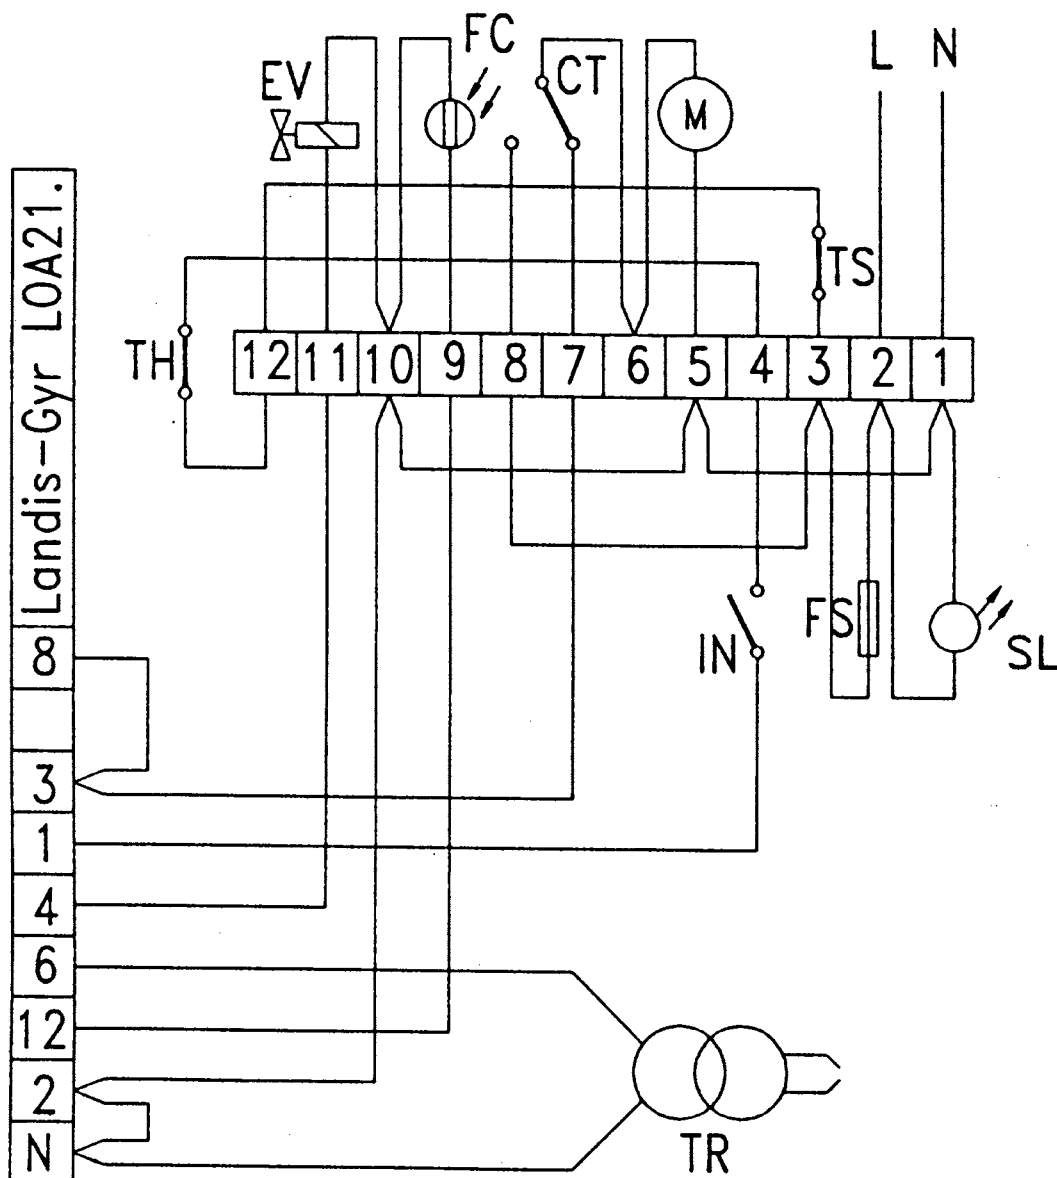 FC
L N
EV
CT
M
TS
TH
12 11 10 9 8 7 6 5 4 3 2 1
Landis-Gyr LOA21.
FS
IN
SL
8
3
1
4
6
12
2
N
TR